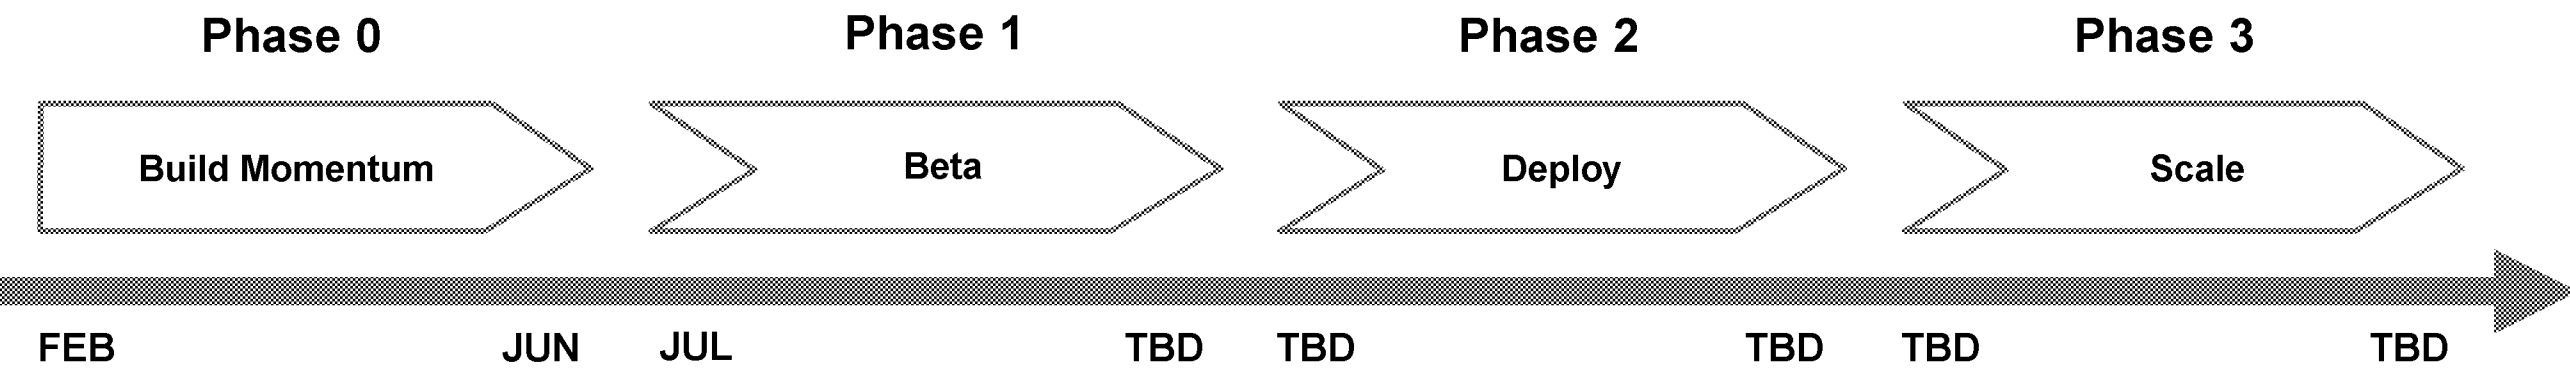 Phase 0 Phase 1 Phase 2 Phase 3
Build Momentum Beta Deploy Scale
FEB JUN JUL TBD TBD TBD TBD TBD